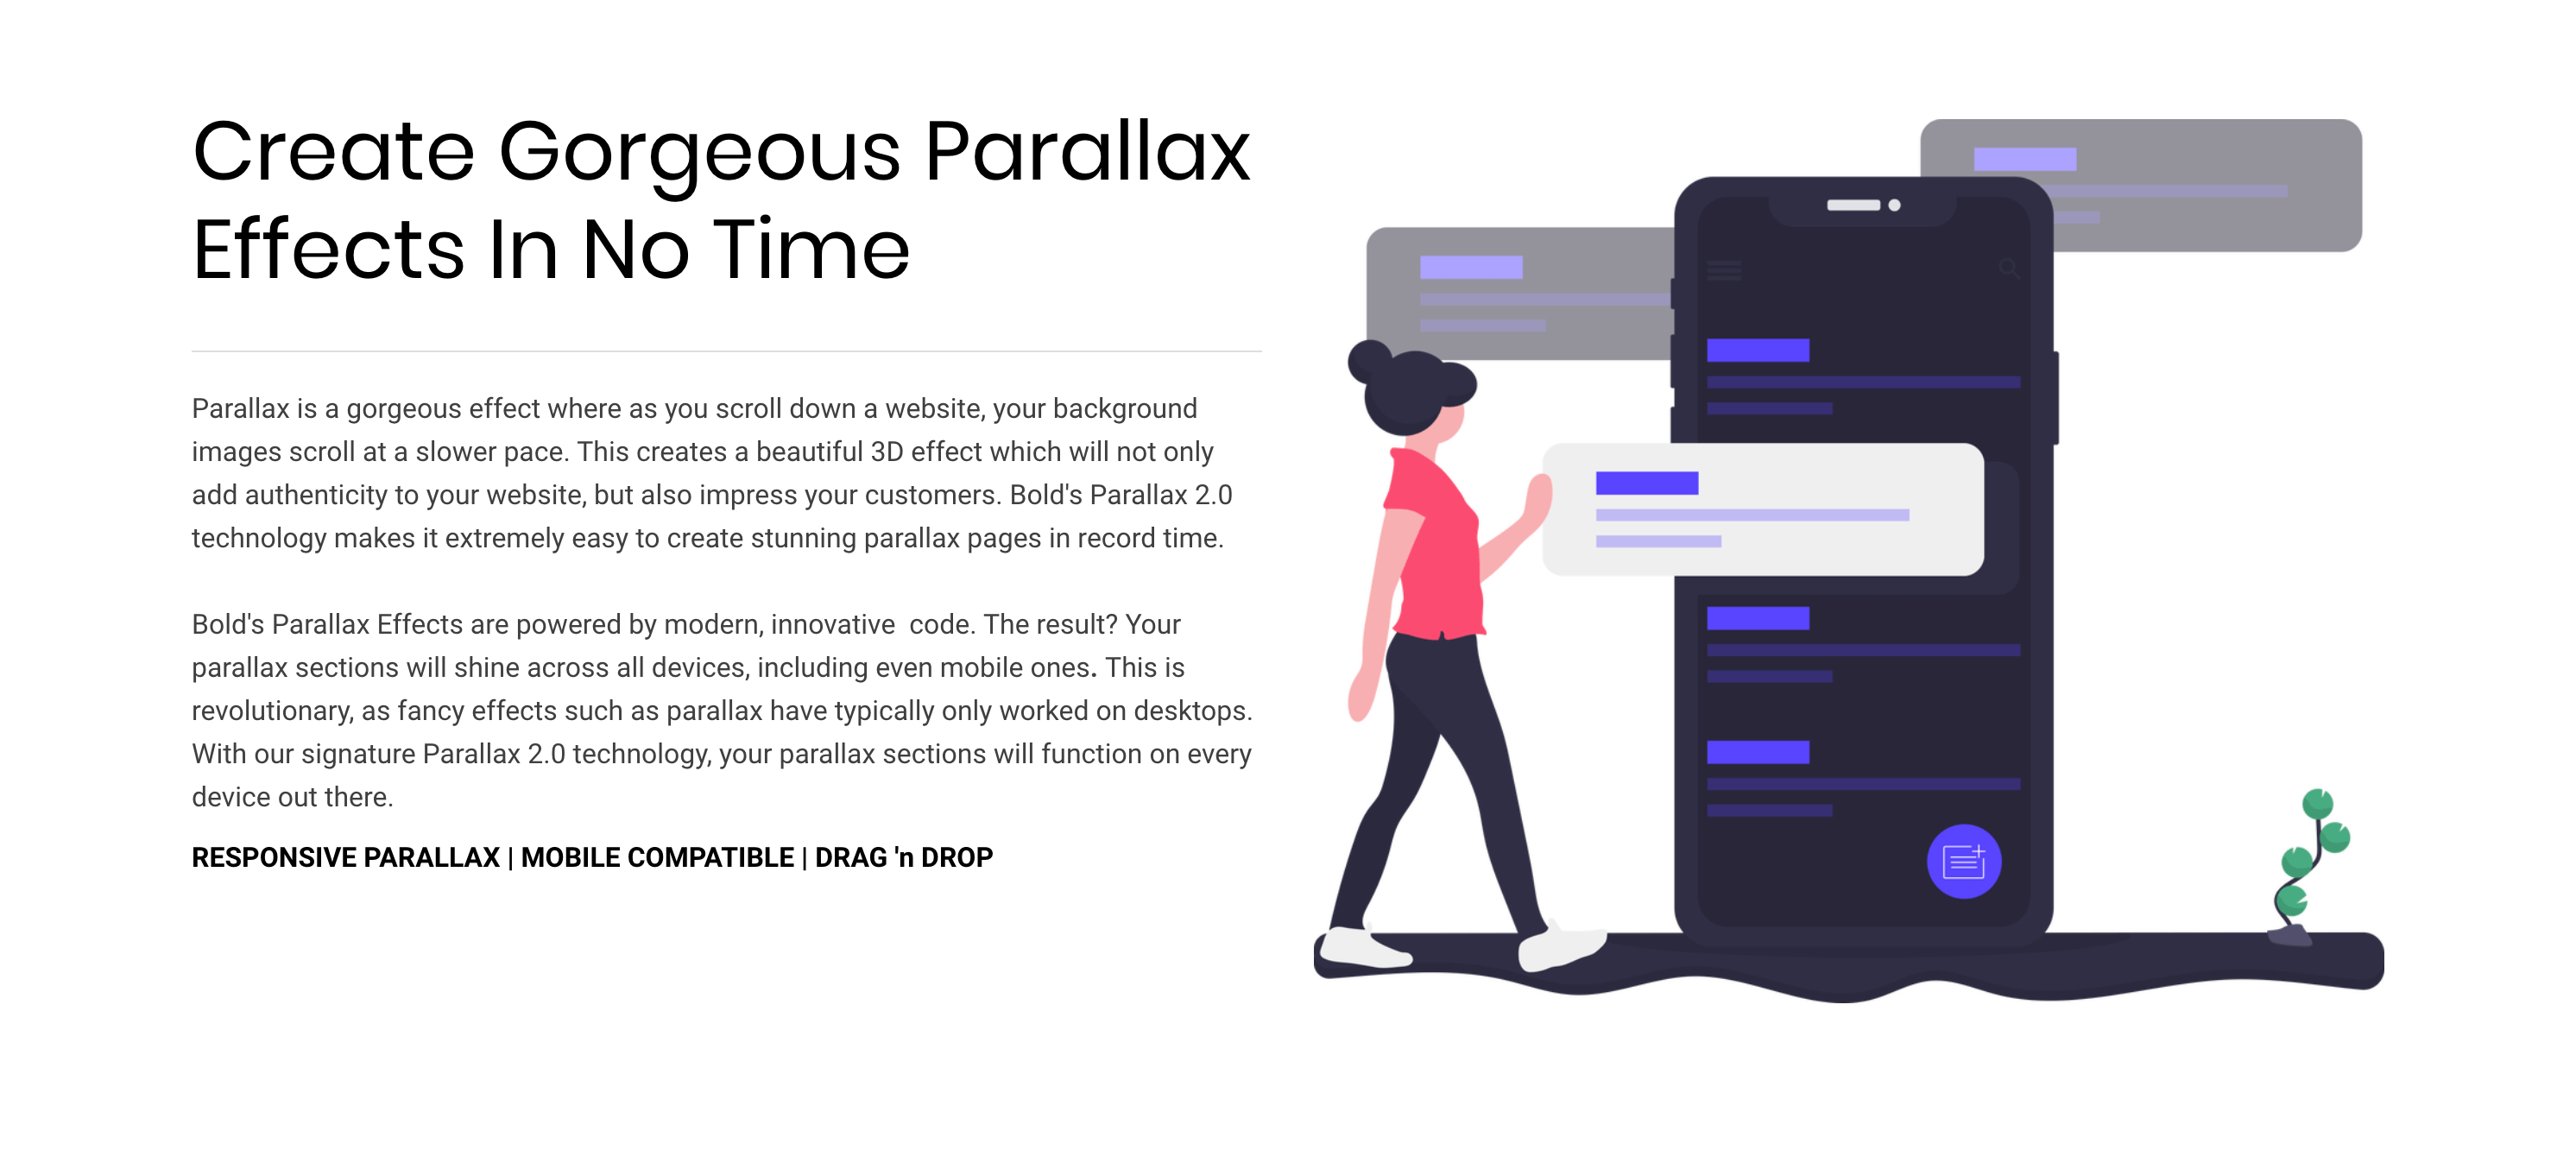 Create Gorgeous Parallax
Effects In No Time
Parallax is a gorgeous effect where as you scroll down a website, your background
images scroll at a slower pace. This creates a beautiful 3D effect which will not only
add authenticity to your website, but also impress your customers. Bold's Parallax 2.0
technology makes it extremely easy to create stunning parallax pages in record time.
Bold's Parallax Effects are powered by modern, innovative  code. The result? Your
parallax sections will shine across all devices, including even mobile ones. This is
revolutionary, as fancy effects such as parallax have typically only worked on desktops.
With our signature Parallax 2.0 technology, your parallax sections will function on every
device out there.
RESPONSIVE PARALLAX | MOBILE COMPATIBLE | DRAG 'n DROP